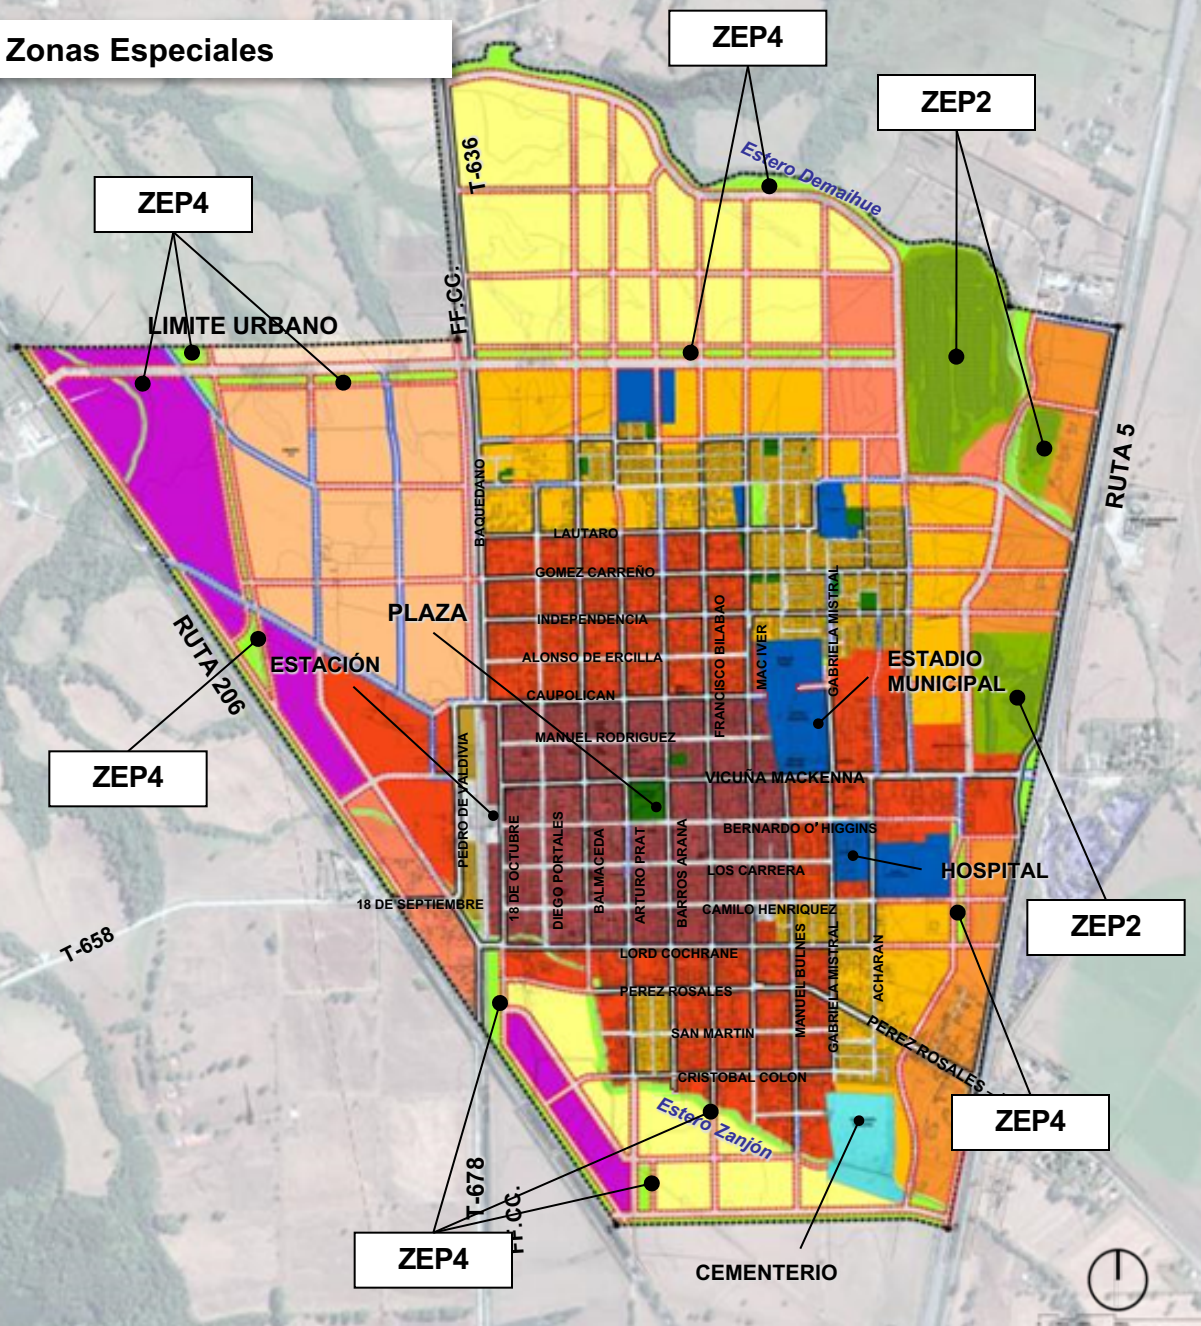 Zonas Especiales
ZEP4
ZEP2
ZEP4
T-636
Estero Demaihue
FF.CC.
LIMITE URBANO
RUTA 5
BAQUEDANO
LAUTARO
GOMEZ CARREÑO
INDEPENDENCIA
ALONSO DE ERCILLA
CAUPOLICAN
MANUEL RODRIGUEZ
FRANCISCO BILBAO
MAC IVER
GABRIELA MISTRAL
PLAZA
ESTACIÓN
RUTA 206
ESTADIO
MUNICIPAL
ZEP4
VICUÑA MACKENNA
PEDRO DE VALDIVIA
18 DE OCTUBRE
DIEGO PORTALES
BALMACEDA
ARTURO PRAT
BARROS ARANA
BERNARDO O' HIGGINS
LOS CARRERA
HOSPITAL
18 DE SEPTIEMBRE
CAMILO HENRIQUEZ
ZEP2
T-658
LORD COCHRANE
MANUEL BULNES
GABRIELA MISTRAL
ACHARAN
PEREZ ROSALES
PEREZ ROSALES
SAN MARTIN
CRISTOBAL COLON
ZEP4
Estero Zanjón
T-678
FF.CC.
ZEP4
CEMENTERIO